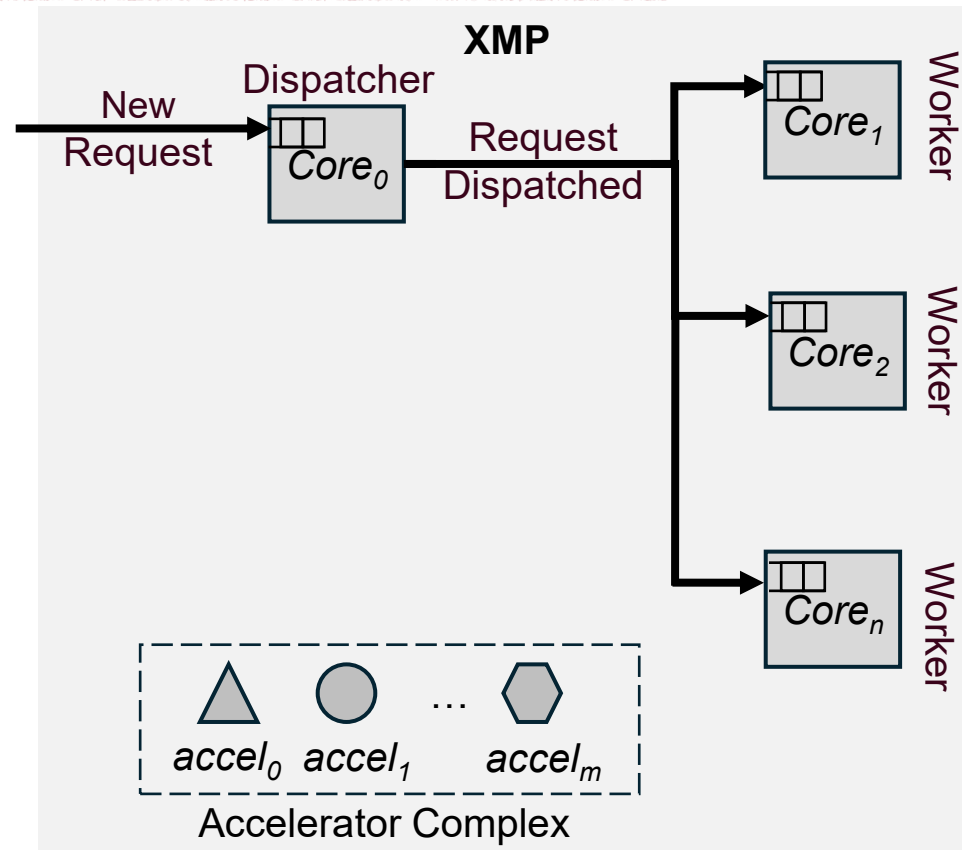 XMP
Dispatcher
New
Request
Core0
Request
Dispatched
Core1
Worker
Core2
Worker
Coren
Worker
accel0 accel1 ... accelm
Accelerator Complex